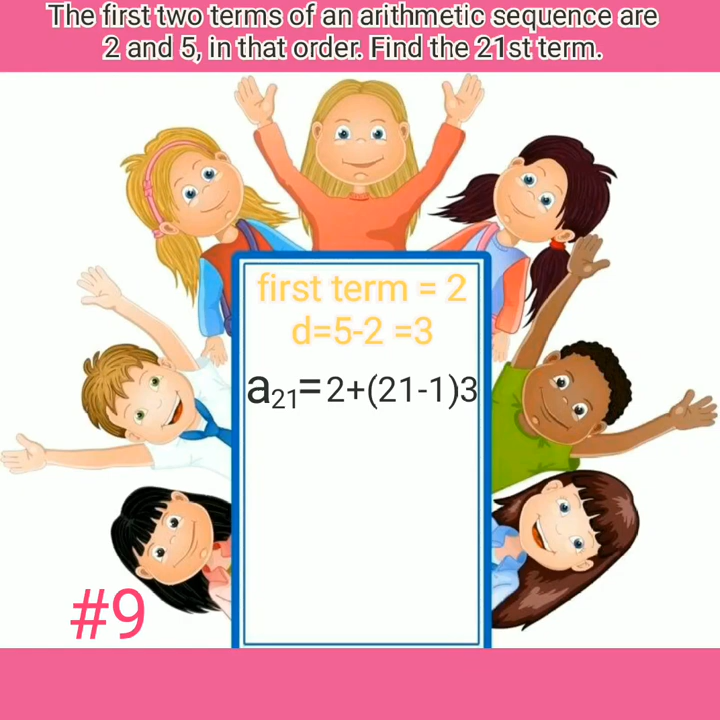 The first two terms of an arithmetic sequence are
2 and 5, in that order. Find the 21st term.
first term = 2
d=5-2 =3
a₂₁=2+(21-1)3
#9